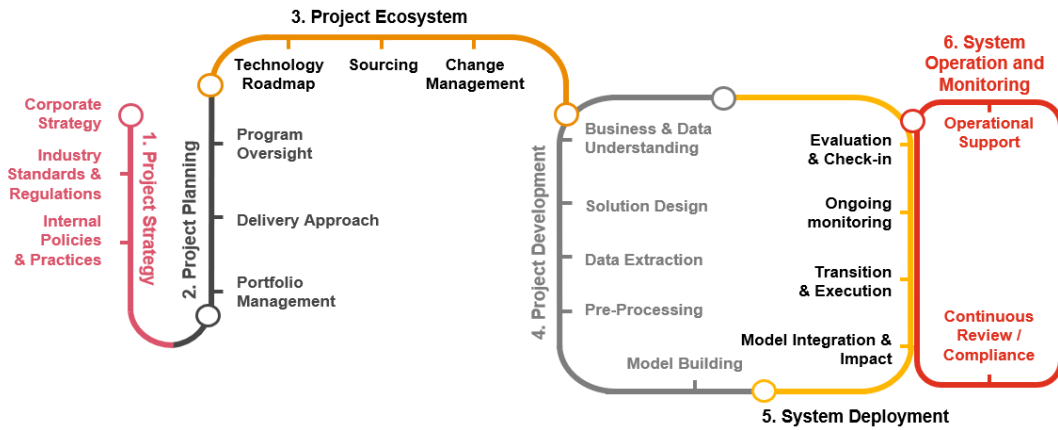 Corporate
Strategy
Industry
Standards &
Regulations
Internal
Policies
& Practices
1. Project Strategy
2. Project Planning
Program
Oversight
Delivery Approach
Portfolio
Management
3. Project Ecosystem
Technology
Roadmap
Sourcing
Change
Management
4. Project Development
Business & Data
Understanding
Solution Design
Data Extraction
Pre-Processing
Model Building
5. System Deployment
Model Integration &
Impact
Transition
& Execution
Ongoing
monitoring
Evaluation
& Check-in
6. System
Operation and
Monitoring
Operational
Support
Continuous
Review /
Compliance